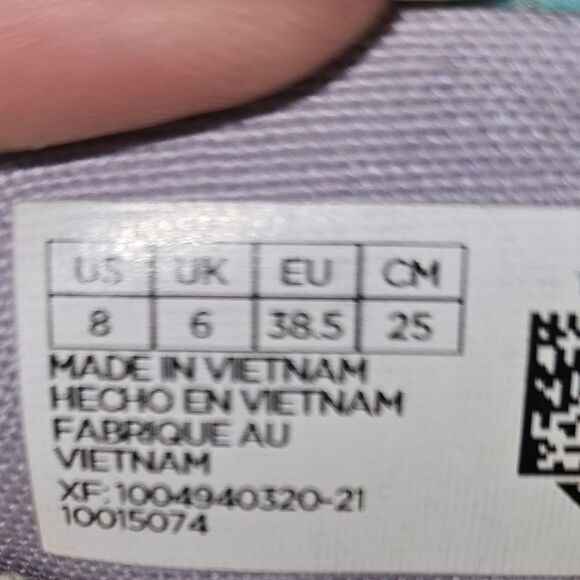 US UK EU CM
8 6 38.5 25
MADE IN VIETNAM
HECHO EN VIETNAM
FABRIQUE AU
VIETNAM
XF: 1004940320-21
10015074